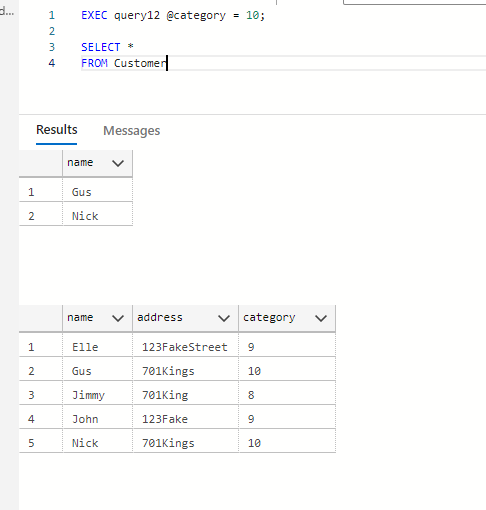 d...
1 EXEC query12 @category = 10;
2
3 SELECT *
4 FROM Customer
Results Messages
name
1 Gus
2 Nick
name address category
1 Elle 123FakeStreet 9
2 Gus 701Kings 10
3 Jimmy 701King 8
4 John 123Fake 9
5 Nick 701Kings 10